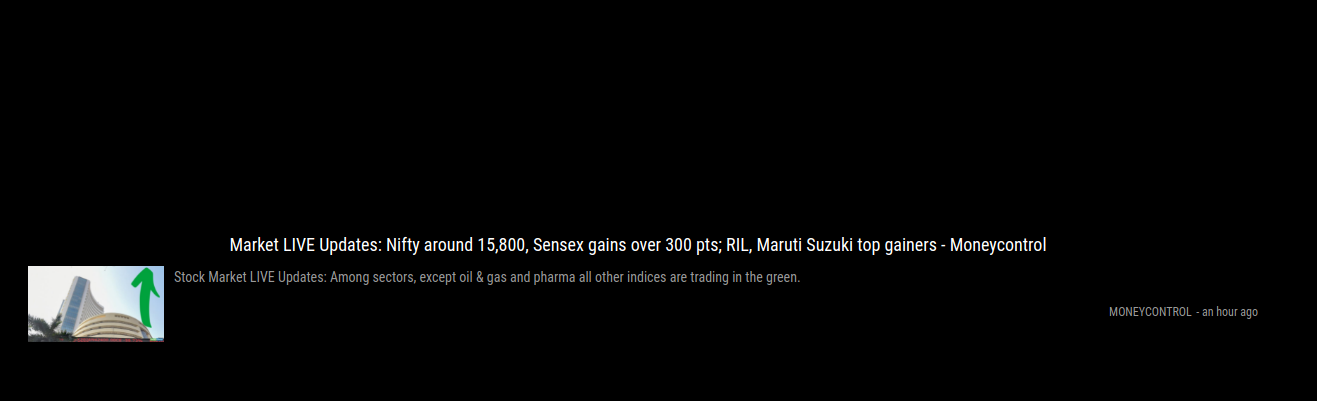 Market LIVE Updates: Nifty around 15,800, Sensex gains over 300 pts; RIL, Maruti Suzuki top gainers - Moneycontrol
Stock Market LIVE Updates: Among sectors, except oil & gas and pharma all other indices are trading in the green.
MONEYCONTROL - an hour ago